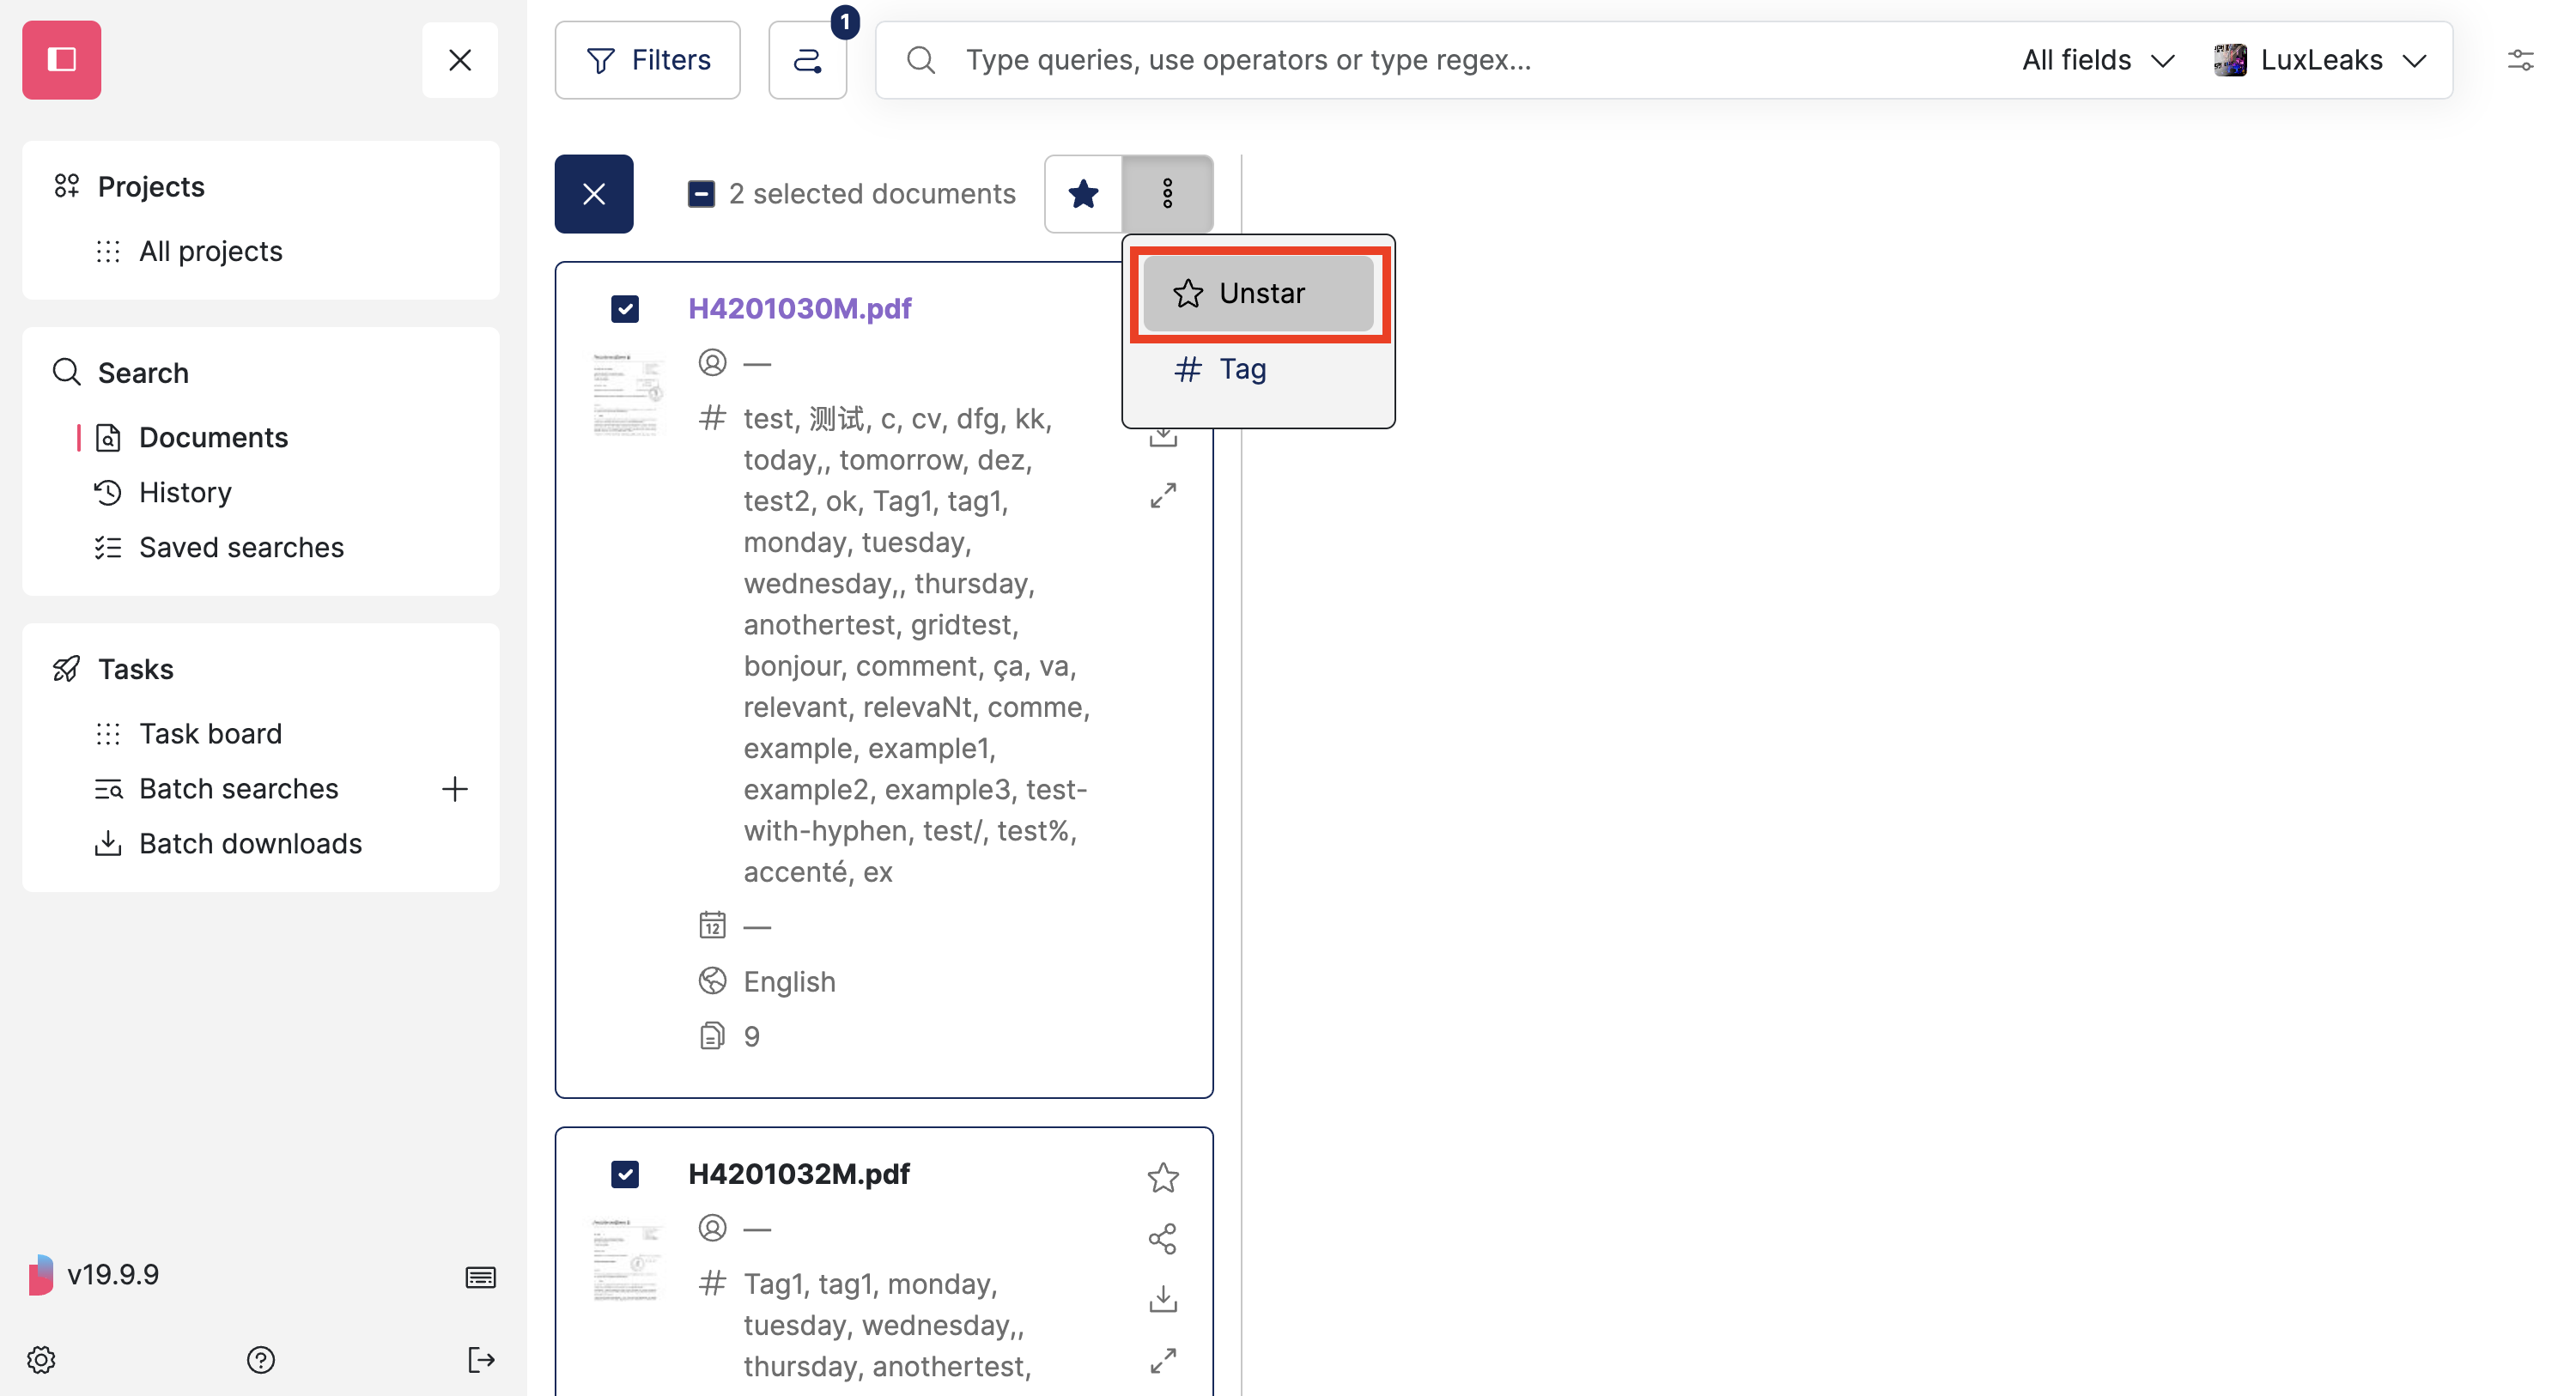 Projects
All projects
Search
Documents
History
Saved searches
Tasks
Task board
Batch searches
Batch downloads
v19.9.9
Filters
1
Type queries, use operators or type regex...
All fields
LuxLeaks
2 selected documents
Unstar
Tag
H4201030M.pdf
—
test, 测试, c, cv, dfg, kk,
today,, tomorrow, dez,
test2, ok, Tag1, tag1,
monday, tuesday,
wednesday,, thursday,
anothertest, gridtest,
bonjour, comment, ça, va,
relevant, relevaNt, comme,
example, example1,
example2, example3, test-
with-hyphen, test/, test%,
accenté, ex
12
—
English
9
H4201032M.pdf
—
Tag1, tag1, monday,
tuesday, wednesday,,
thursday, anothertest,